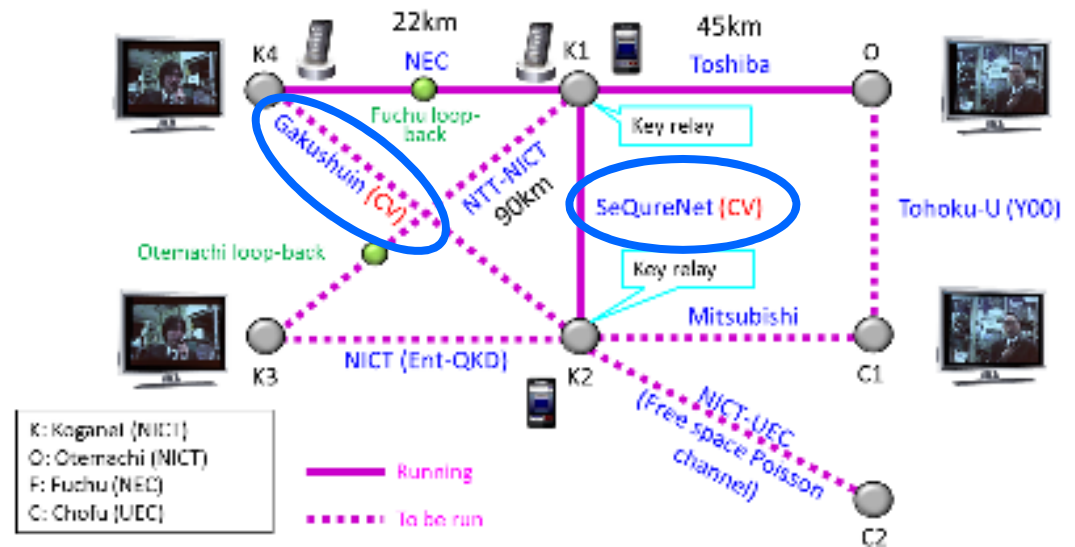 22km
45km
K4
NEC
K1
Toshiba
O
Fuchu loop-
back
Key relay
Gakushuin (CV)
NTT-NICT
90km
SeQureNet (CV)
Tohoku-U (Y00)
Otemachi loop-back
Key relay
Mitsubishi
K3
NICT (Ent-QKD)
K2
C1
NICT-UEC
(Free space Poisson
channel)
C2
K: Koganei (NICT)
O: Otemachi (NICT)
F: Fuchu (NEC)
C: Chofu (UEC)
Running
To be run